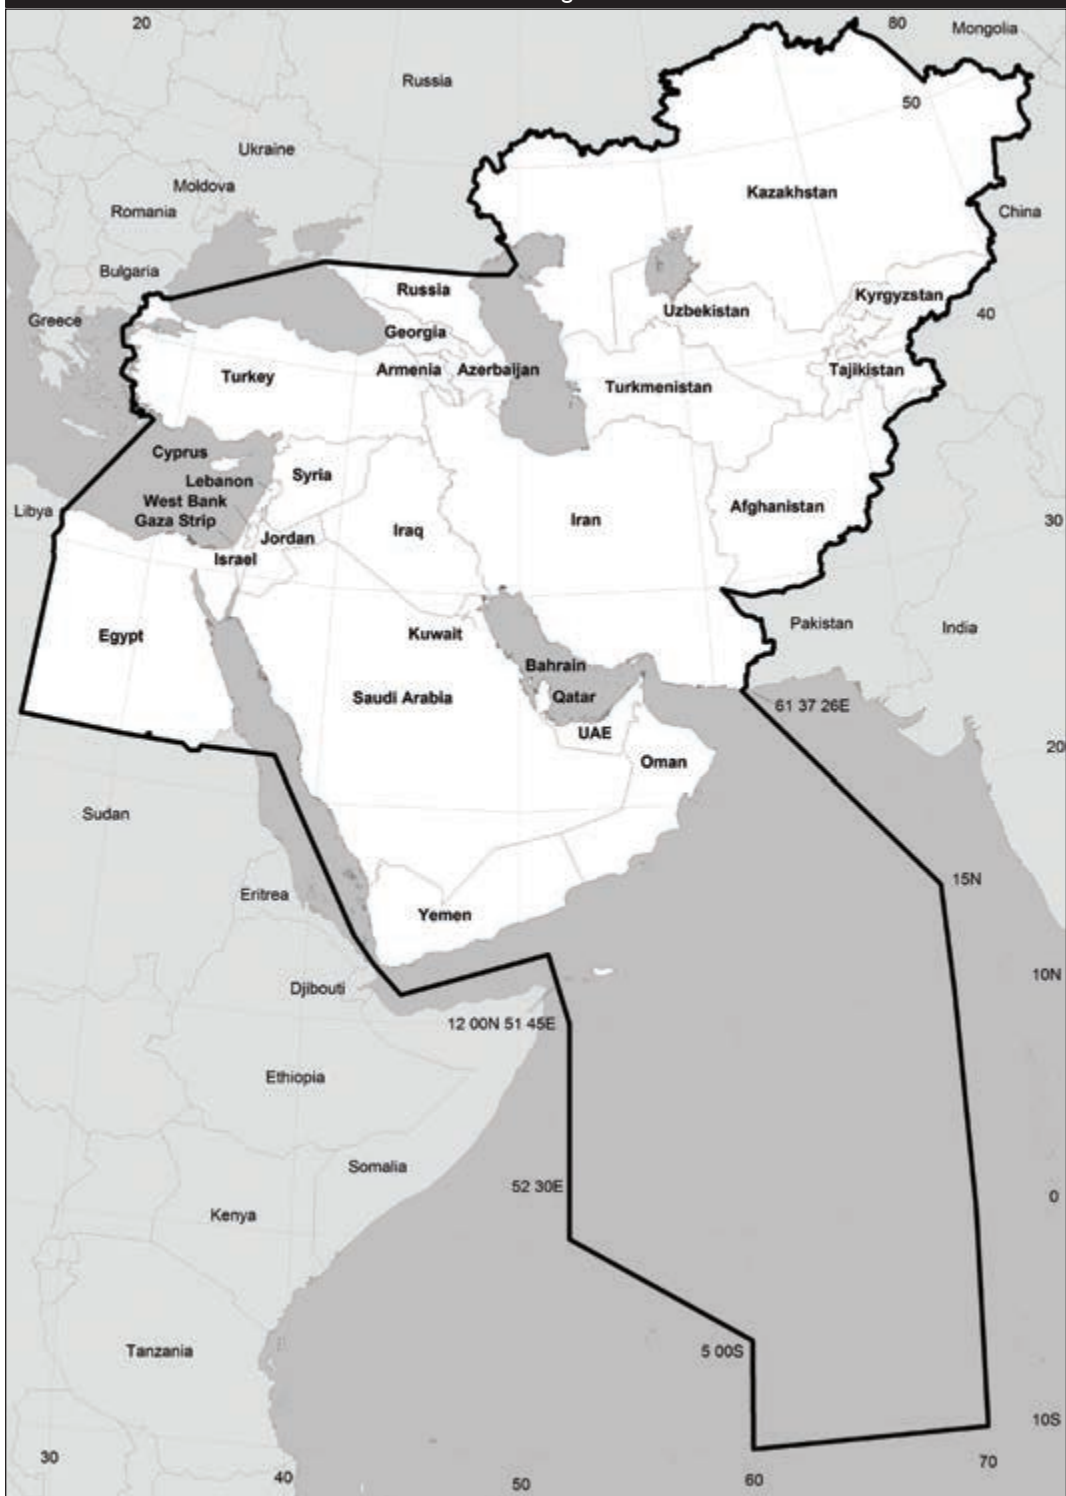 20
80
Mongolia
Russia
50
Ukraine
Kazakhstan
Moldova
Romania
China
Bulgaria
Russia
Kyrgyzstan
Uzbekistan
40
Greece
Georgia
Armenia
Azerbaijan
Tajikistan
Turkey
Turkmenistan
Cyprus
Syria
Lebanon
West Bank
Gaza Strip
Libya
Afghanistan
Iran
30
Jordan
Iraq
Israel
Egypt
Kuwait
Pakistan
India
Bahrain
Saudi Arabia
Qatar
61 37 26E
UAE
20
Oman
Sudan
15N
Eritrea
Yemen
10N
Djibouti
12 00N 51 45E
Ethiopia
Somalia
52 30E
0
Kenya
Tanzania
5 00S
10S
30
40
50
60
70